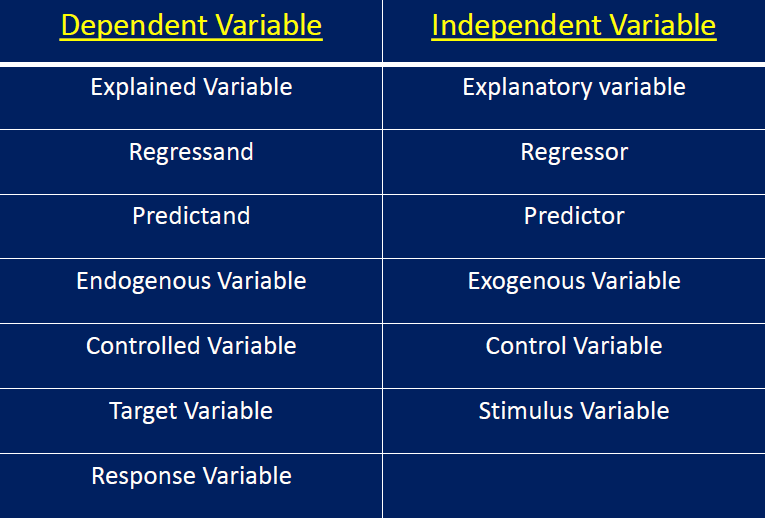 Dependent Variable
Independent Variable
Explained Variable
Explanatory variable
Regressand
Regressor
Predictand
Predictor
Endogenous Variable
Exogenous Variable
Controlled Variable
Control Variable
Target Variable
Stimulus Variable
Response Variable